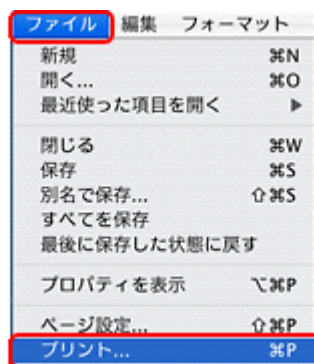 ファイル 編集 フォーマット
新規 ⌘N
開く... ⌘O
最近使った項目を開く ▶
閉じる ⌘W
保存 ⌘S
別名で保存... ⇧⌘S
すべてを保存
最後に保存した状態に戻す
プロパティを表示 ⌥⌘P
ページ設定... ⇧⌘P
プリント... ⌘P